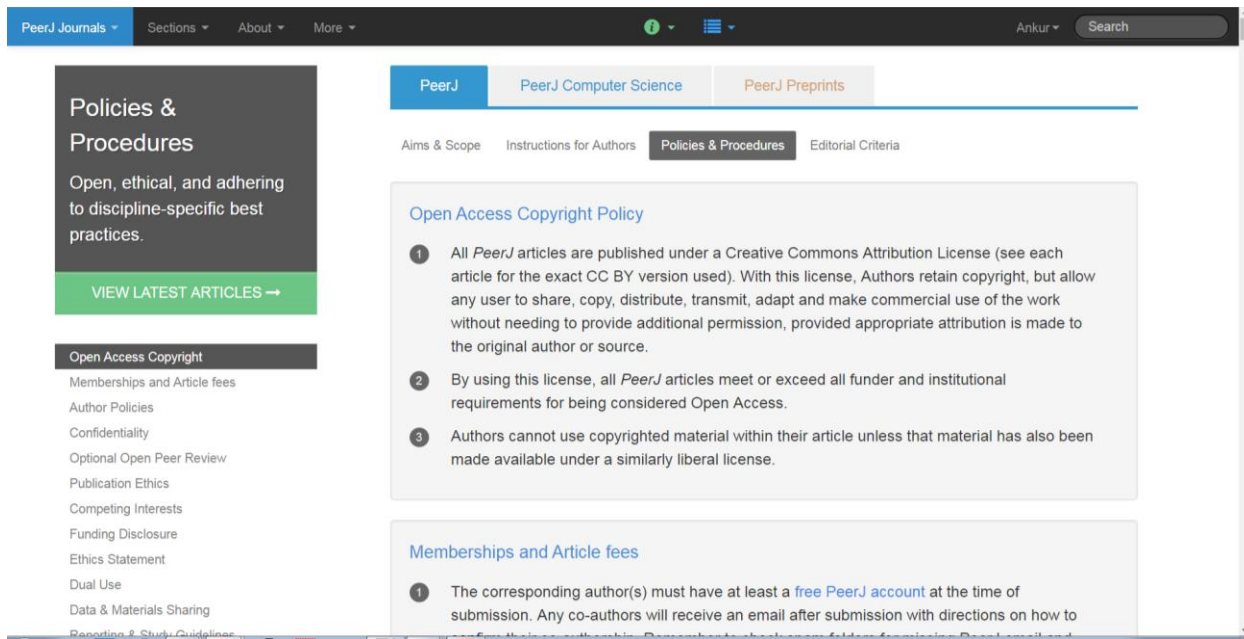 PeerJ Journals Sections About More Ankur Search
Policies &
Procedures
Open, ethical, and adhering
to discipline-specific best
practices.
VIEW LATEST ARTICLES →
Open Access Copyright
Memberships and Article fees
Author Policies
Confidentiality
Optional Open Peer Review
Publication Ethics
Competing Interests
Funding Disclosure
Ethics Statement
Dual Use
Data & Materials Sharing
Reporting & Study Guidelines
PeerJ PeerJ Computer Science PeerJ Preprints
Aims & Scope Instructions for Authors Policies & Procedures Editorial Criteria
Open Access Copyright Policy
1 All PeerJ articles are published under a Creative Commons Attribution License (see each
article for the exact CC BY version used). With this license, Authors retain copyright, but allow
any user to share, copy, distribute, transmit, adapt and make commercial use of the work
without needing to provide additional permission, provided appropriate attribution is made to
the original author or source.
2 By using this license, all PeerJ articles meet or exceed all funder and institutional
requirements for being considered Open Access.
3 Authors cannot use copyrighted material within their article unless that material has also been
made available under a similarly liberal license.
Memberships and Article fees
1 The corresponding author(s) must have at least a free PeerJ account at the time of
submission. Any co-authors will receive an email after submission with directions on how to